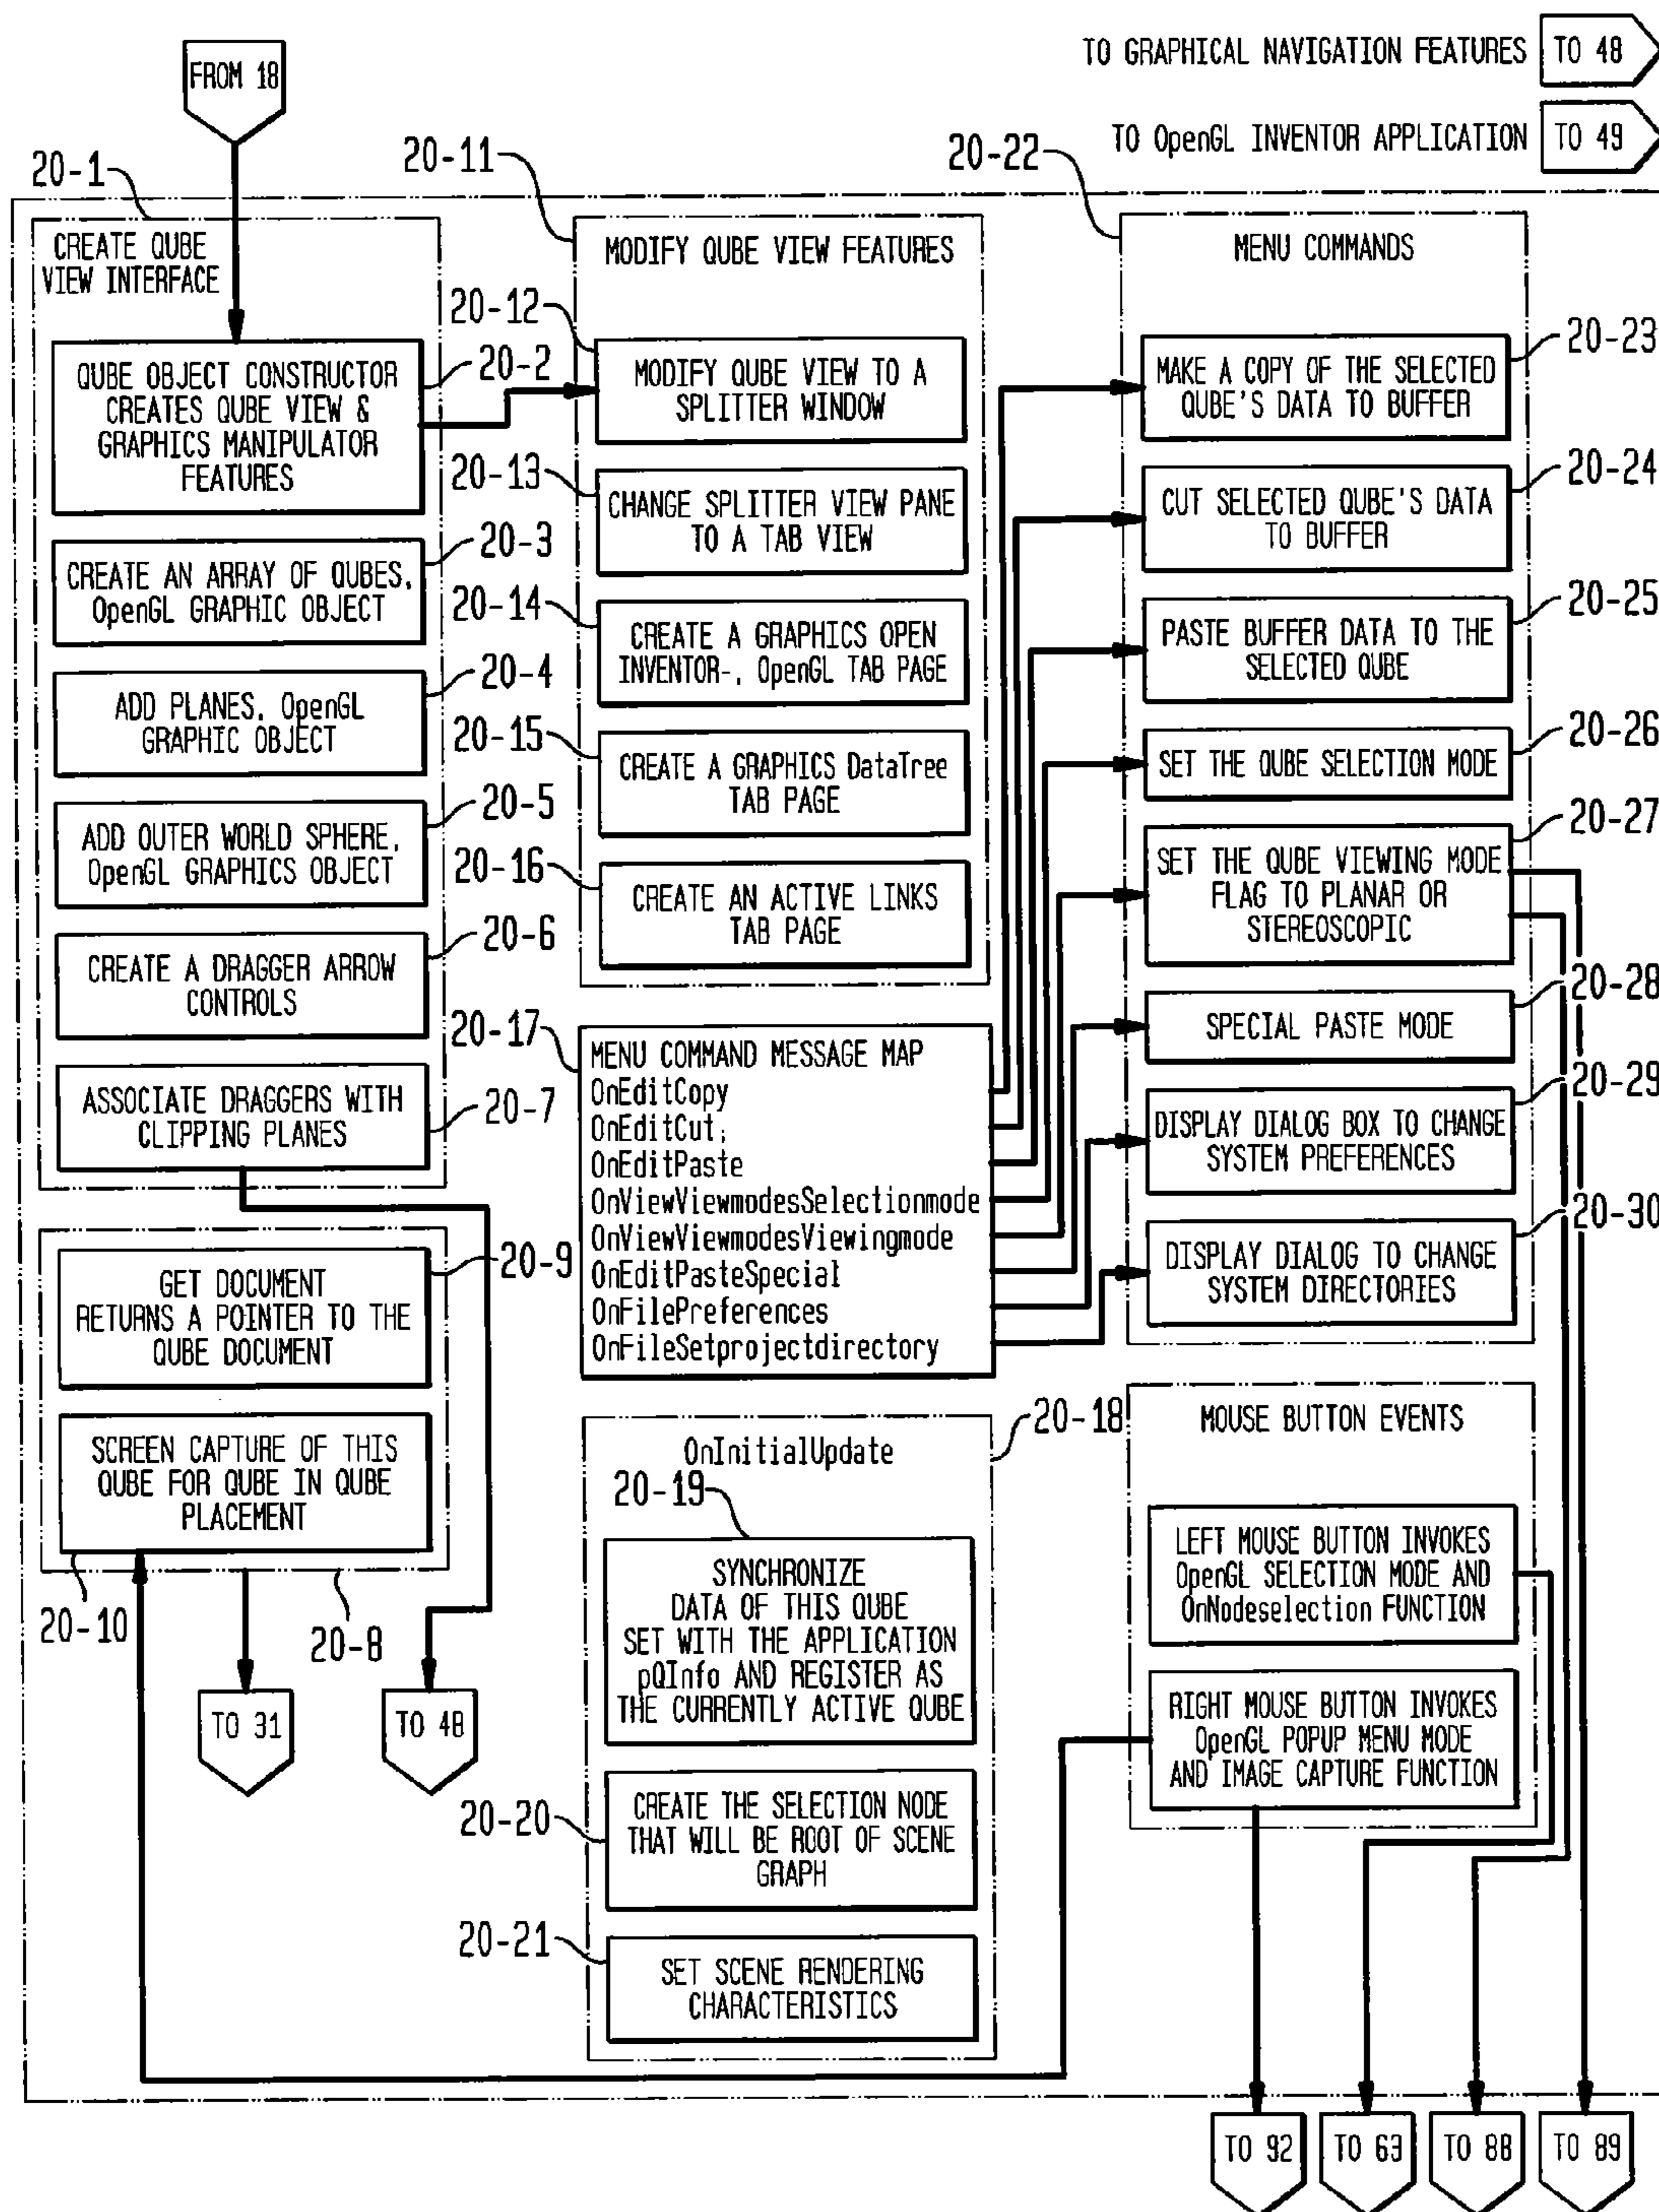 FROM 18
TO GRAPHICAL NAVIGATION FEATURES
TO 48
TO OpenGL INVENTOR APPLICATION
TO 49
20-1
CREATE QUBE
VIEW INTERFACE
QUBE OBJECT CONSTRUCTOR
CREATES QUBE VIEW &
GRAPHICS MANIPULATOR
FEATURES
20-2
CREATE AN ARRAY OF QUBES,
OpenGL GRAPHIC OBJECT
20-3
ADD PLANES, OpenGL
GRAPHIC OBJECT
20-4
ADD OUTER WORLD SPHERE,
OpenGL GRAPHICS OBJECT
20-5
CREATE A DRAGGER ARROW
CONTROLS
20-6
ASSOCIATE DRAGGERS WITH
CLIPPING PLANES
20-7
GET DOCUMENT
RETURNS A POINTER TO THE
QUBE DOCUMENT
20-9
SCREEN CAPTURE OF THIS
QUBE FOR QUBE IN QUBE
PLACEMENT
20-10
20-8
TO 31
TO 48
20-11
MODIFY QUBE VIEW FEATURES
20-12
MODIFY QUBE VIEW TO A
SPLITTER WINDOW
20-13
CHANGE SPLITTER VIEW PANE
TO A TAB VIEW
20-14
CREATE A GRAPHICS OPEN
INVENTOR-, OpenGL TAB PAGE
20-15
CREATE A GRAPHICS DataTree
TAB PAGE
20-16
CREATE AN ACTIVE LINKS
TAB PAGE
20-17
MENU COMMAND MESSAGE MAP
OnEditCopy
OnEditCut;
OnEditPaste
OnViewViewmodesSelectionmode
OnViewViewmodesViewingmode
OnEditPasteSpecial
OnFilePreferences
OnFileSetprojectdirectory
20-18
OnInitialUpdate
20-19
SYNCHRONIZE
DATA OF THIS QUBE
SET WITH THE APPLICATION
pQInfo AND REGISTER AS
THE CURRENTLY ACTIVE QUBE
20-20
CREATE THE SELECTION NODE
THAT WILL BE ROOT OF SCENE
GRAPH
20-21
SET SCENE RENDERING
CHARACTERISTICS
20-22
MENU COMMANDS
MAKE A COPY OF THE SELECTED
QUBE'S DATA TO BUFFER
20-23
CUT SELECTED QUBE'S DATA
TO BUFFER
20-24
PASTE BUFFER DATA TO THE
SELECTED QUBE
20-25
SET THE QUBE SELECTION MODE
20-26
SET THE QUBE VIEWING MODE
FLAG TO PLANAR OR
STEREOSCOPIC
20-27
SPECIAL PASTE MODE
20-28
DISPLAY DIALOG BOX TO CHANGE
SYSTEM PREFERENCES
20-29
DISPLAY DIALOG TO CHANGE
SYSTEM DIRECTORIES
20-30
MOUSE BUTTON EVENTS
LEFT MOUSE BUTTON INVOKES
OpenGL SELECTION MODE AND
OnNodeselection FUNCTION
RIGHT MOUSE BUTTON INVOKES
OpenGL POPUP MENU MODE
AND IMAGE CAPTURE FUNCTION
TO 92
TO 63
TO 88
TO 89